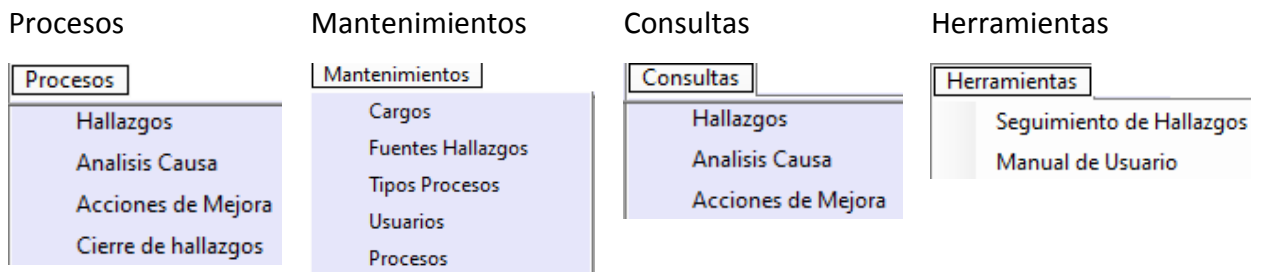 Procesos
Mantenimientos
Consultas
Herramientas
Procesos
Hallazgos
Analisis Causa
Acciones de Mejora
Cierre de hallazgos
Mantenimientos
Cargos
Fuentes Hallazgos
Tipos Procesos
Usuarios
Procesos
Consultas
Hallazgos
Analisis Causa
Acciones de Mejora
Herramientas
Seguimiento de Hallazgos
Manual de Usuario